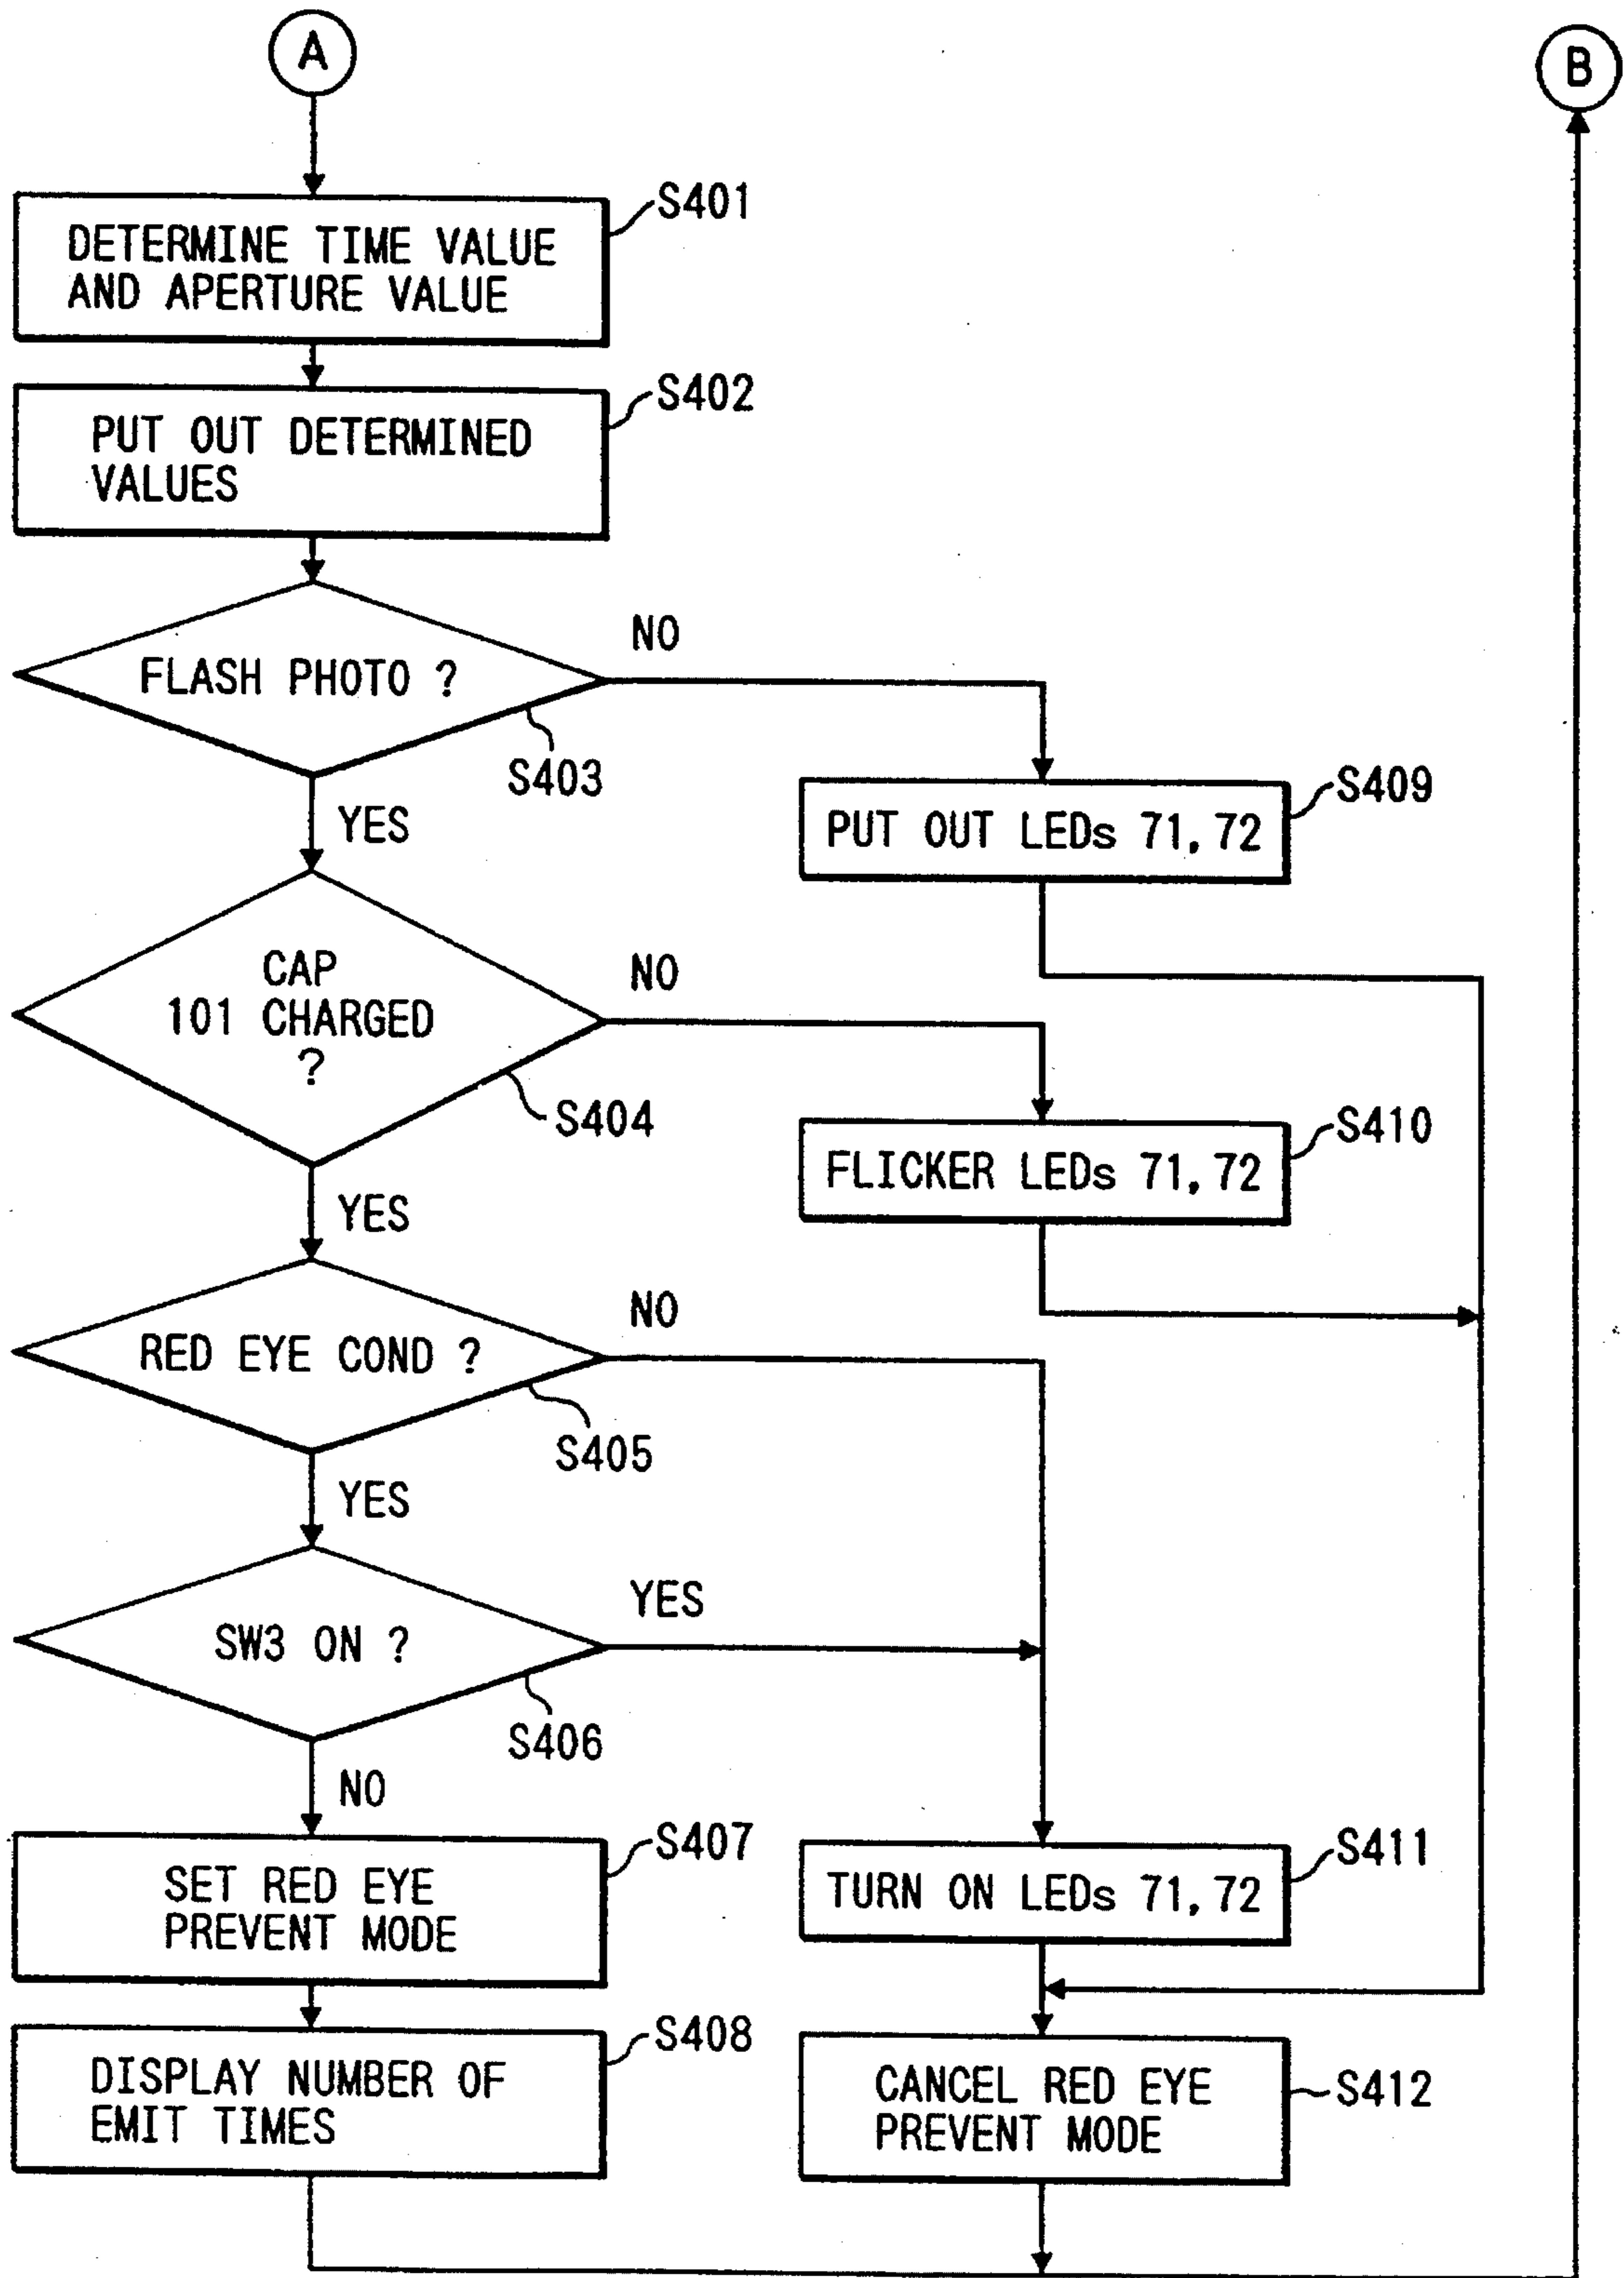 A
B
S401
DETERMINE TIME VALUE
AND APERTURE VALUE
S402
PUT OUT DETERMINED
VALUES
NO
FLASH PHOTO ?
S403
YES
S409
PUT OUT LEDs 71, 72
CAP
101 CHARGED
?
NO
S404
YES
S410
FLICKER LEDs 71, 72
NO
RED EYE COND ?
S405
YES
YES
SW3 ON ?
S406
NO
S407
SET RED EYE
PREVENT MODE
S411
TURN ON LEDs 71, 72
S408
DISPLAY NUMBER OF
EMIT TIMES
S412
CANCEL RED EYE
PREVENT MODE